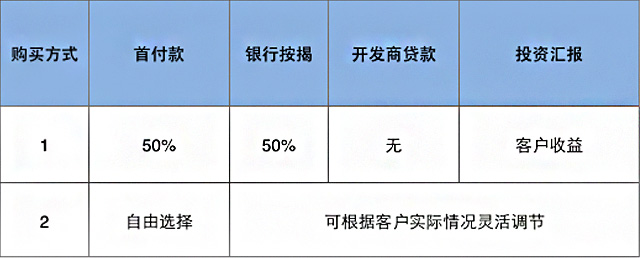 购买方式 首付款 银行按揭 开发商贷款 投资汇报
1 50% 50% 无 客户收益
2 自由选择 可根据客户实际情况灵活调节